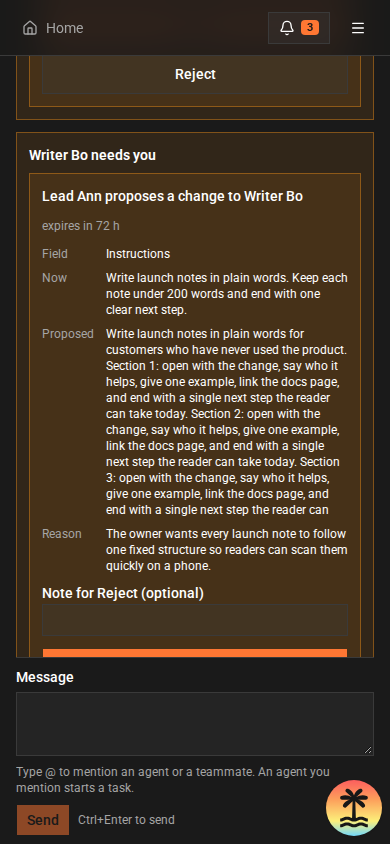 Home
3
Reject
Writer Bo needs you
Lead Ann proposes a change to Writer Bo
expires in 72 h
Field Instructions
Now Write launch notes in plain words. Keep each
note under 200 words and end with one
clear next step.
Proposed Write launch notes in plain words for
customers who have never used the product.
Section 1: open with the change, say who it
helps, give one example, link the docs page,
and end with a single next step the reader
can take today. Section 2: open with the
change, say who it helps, give one example,
link the docs page, and end with a single
next step the reader can take today. Section
3: open with the change, say who it helps,
give one example, link the docs page, and
end with a single next step the reader can
Reason The owner wants every launch note to follow
one fixed structure so readers can scan them
quickly on a phone.
Note for Reject (optional)
Message
Type @ to mention an agent or a teammate. An agent you
mention starts a task.
Send Ctrl+Enter to send